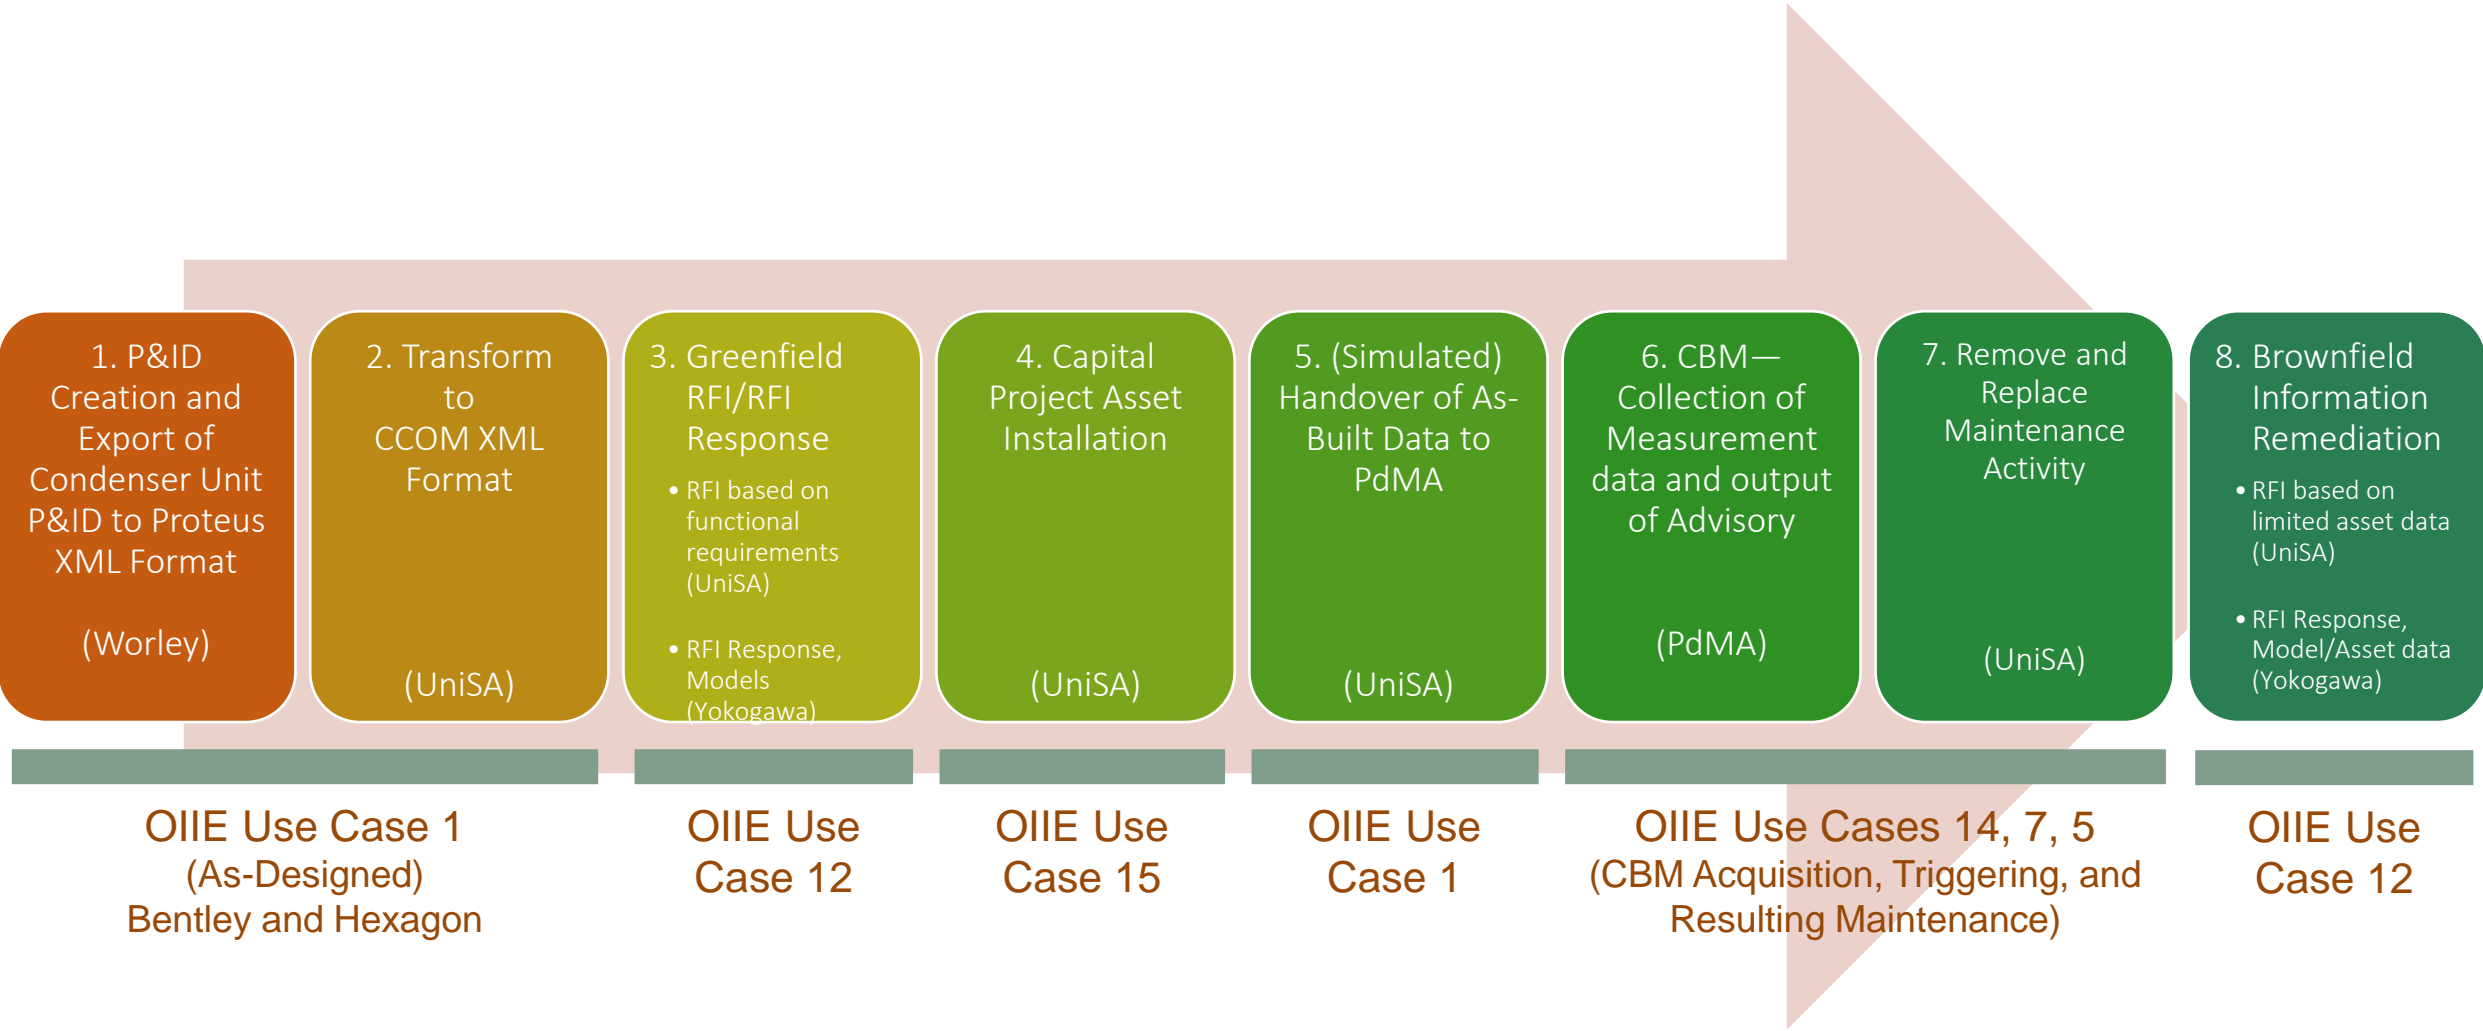 1. P&ID
Creation and
Export of
Condenser Unit
P&ID to Proteus
XML Format
(Worley)
2. Transform
to
CCOM XML
Format
(UniSA)
3. Greenfield
RFI/RFI
Response
• RFI based on
functional
requirements
(UniSA)
• RFI Response,
Models
(Yokogawa)
4. Capital
Project Asset
Installation
(UniSA)
5. (Simulated)
Handover of As-
Built Data to
PdMA
(UniSA)
6. CBM—
Collection of
Measurement
data and output
of Advisory
(PdMA)
7. Remove and
Replace
Maintenance
Activity
(UniSA)
8. Brownfield
Information
Remediation
• RFI based on
limited asset data
(UniSA)
• RFI Response,
Model/Asset data
(Yokogawa)
OIIE Use Case 1
(As-Designed)
Bentley and Hexagon
OIIE Use
Case 12
OIIE Use
Case 15
OIIE Use
Case 1
OIIE Use Cases 14, 7, 5
(CBM Acquisition, Triggering, and
Resulting Maintenance)
OIIE Use
Case 12